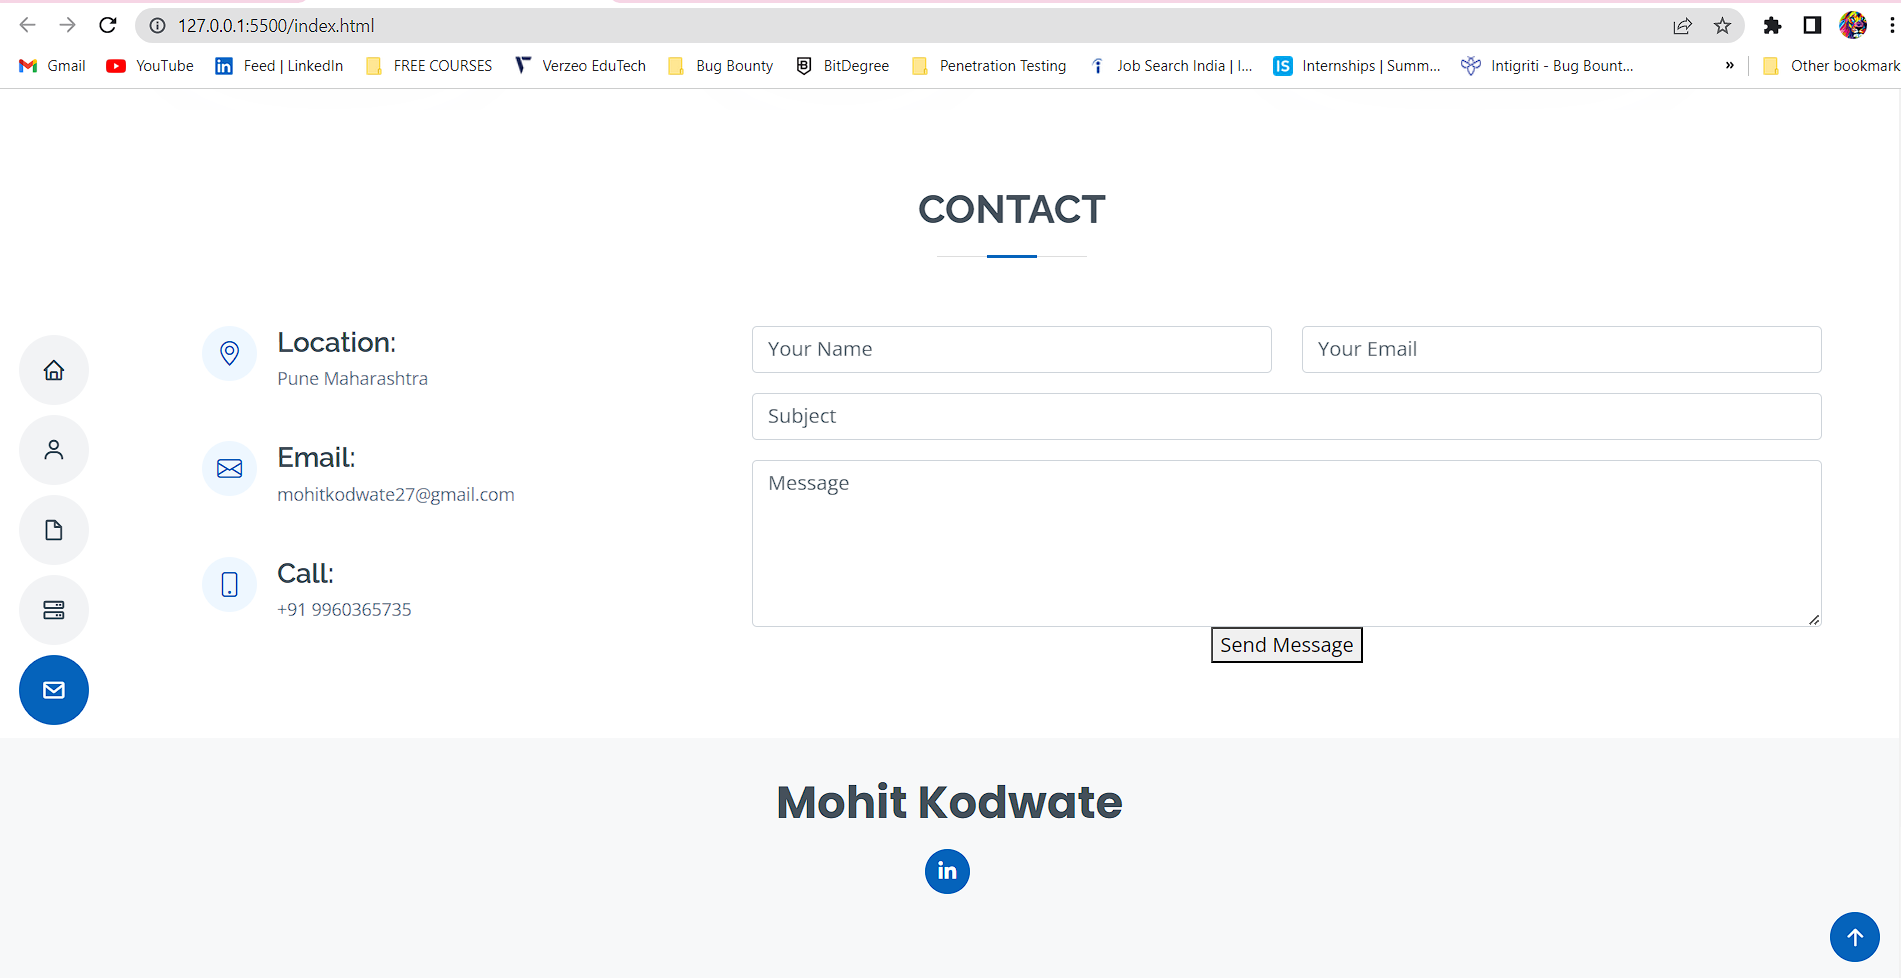 127.0.0.1:5500/index.html
Gmail YouTube Feed | LinkedIn FREE COURSES Verzeo EduTech Bug Bounty BitDegree Penetration Testing Job Search India | I... Internships | Summ... Intigriti - Bug Bount... » Other bookmark
CONTACT
Location:
Pune Maharashtra
Email:
mohitkodwate27@gmail.com
Call:
+91 9960365735
Your Name Your Email
Subject
Message
Send Message
Mohit Kodwate
in